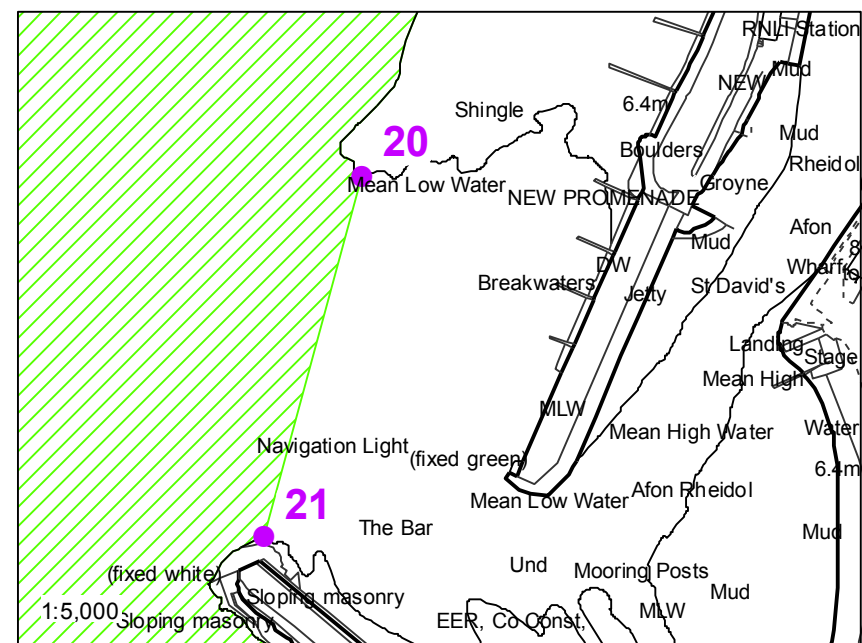 RNLI Station
Mud
NEW
6.4m
Shingle
20
Mud
Boulders
Rheidol
Mean Low Water
Groyne
NEW PROMENADE
Afon
Mud
8
DW
Wharf
Breakwaters
Jetty
St David's
Landing
Stage
Mean High
MLW
Water
Mean High Water
Navigation Light
(fixed green)
6.4m
Mean Low Water
Afon Rheidol
21
The Bar
Mud
Und
(fixed white)
Mooring Posts
Mud
Sloping masonry
1:5,000
Sloping masonry
EER, Co Const,
MLW